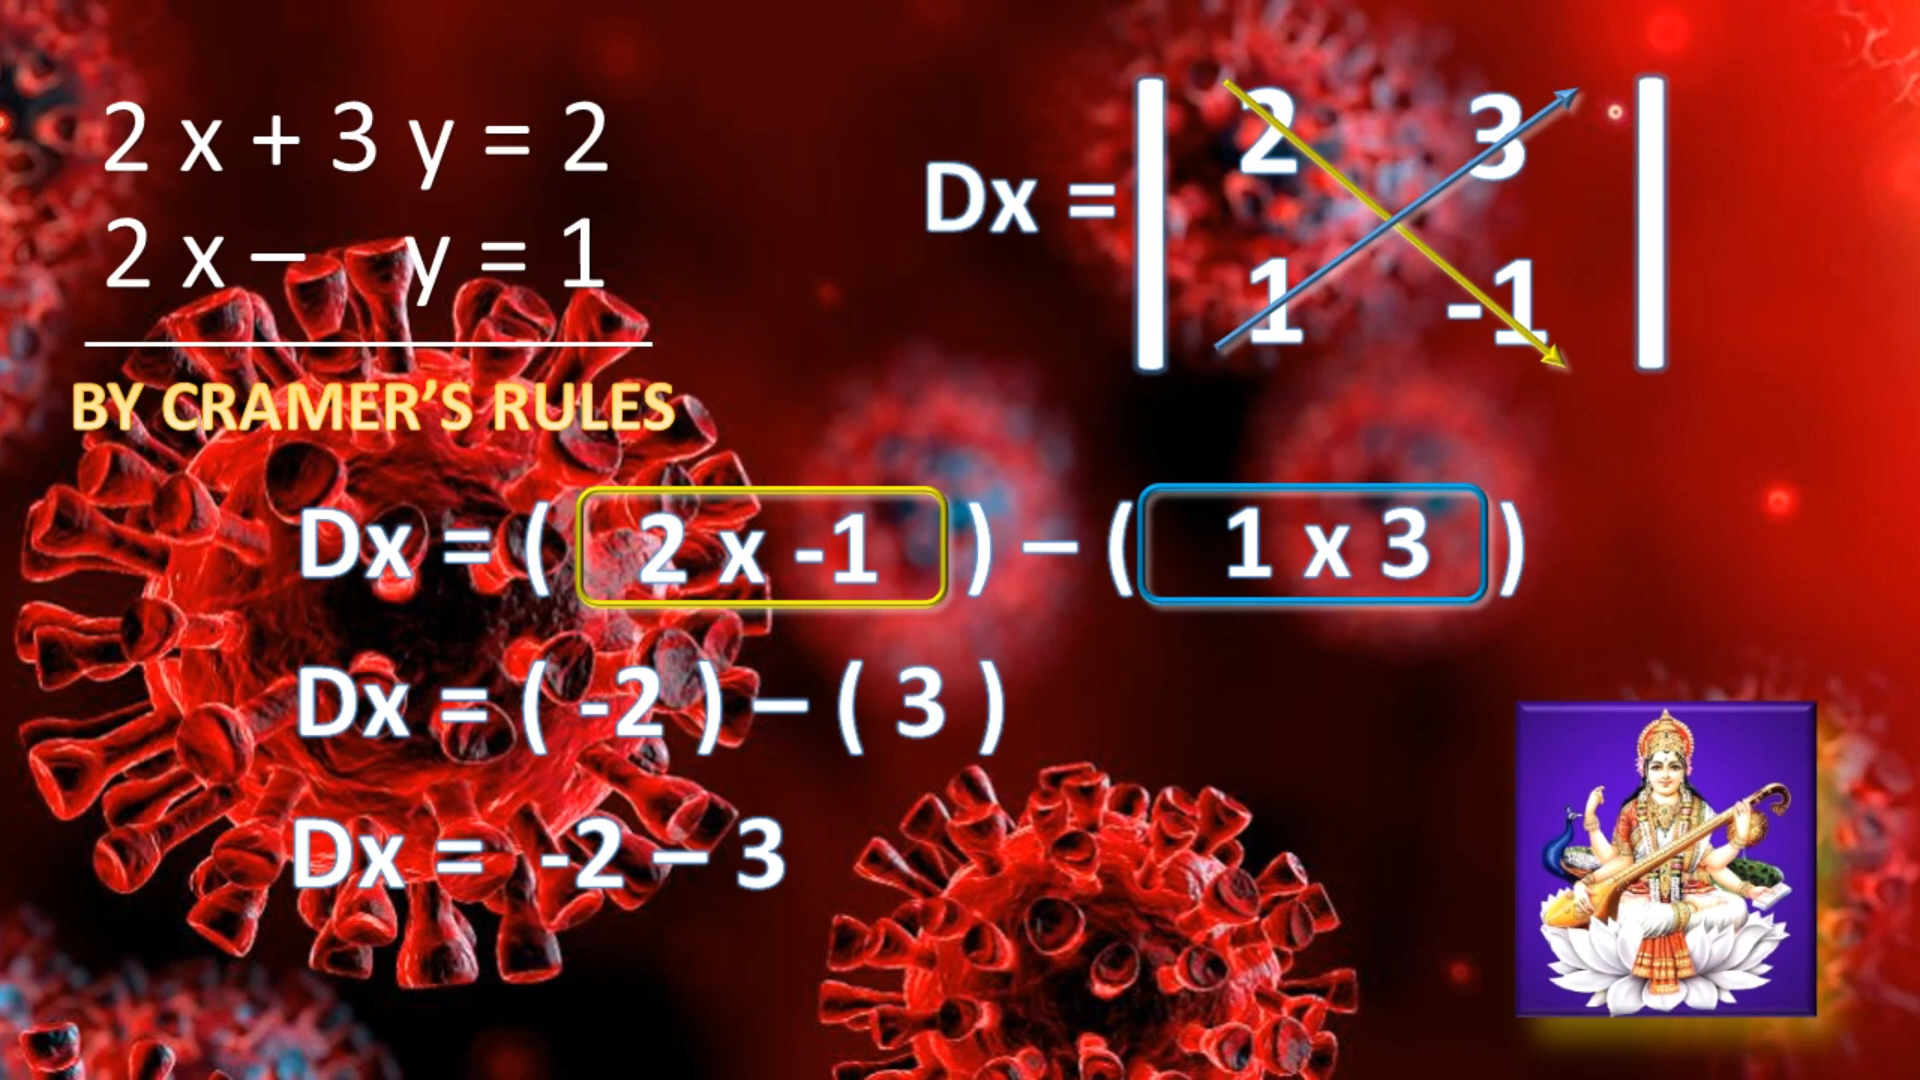 2 x + 3 y = 2
2 x – y = 1
BY CRAMER’S RULES
Dx =
2 3
1 -1
Dx = ( 2 x -1 ) – ( 1 x 3 )
Dx = ( -2 ) – ( 3 )
Dx = -2 – 3